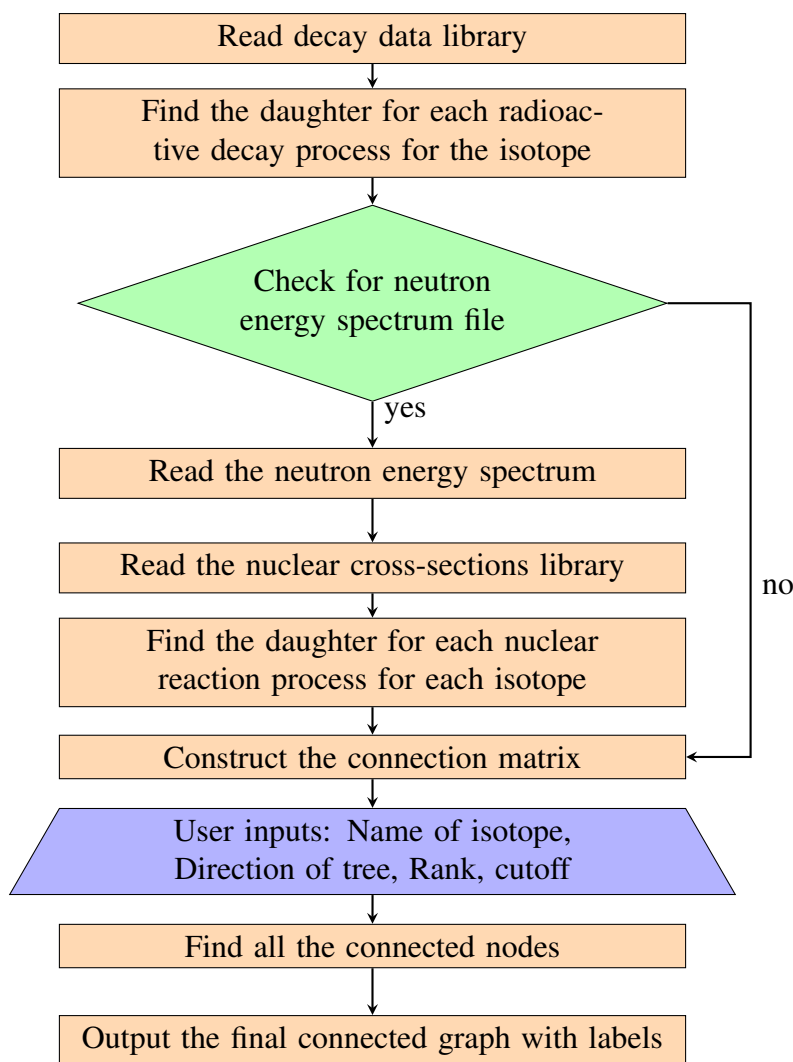 Read decay data library
Find the daughter for each radioac-
tive decay process for the isotope
Check for neutron
energy spectrum file
yes
Read the neutron energy spectrum
Read the nuclear cross-sections library
no
Find the daughter for each nuclear
reaction process for each isotope
Construct the connection matrix
User inputs: Name of isotope,
Direction of tree, Rank, cutoff
Find all the connected nodes
Output the final connected graph with labels